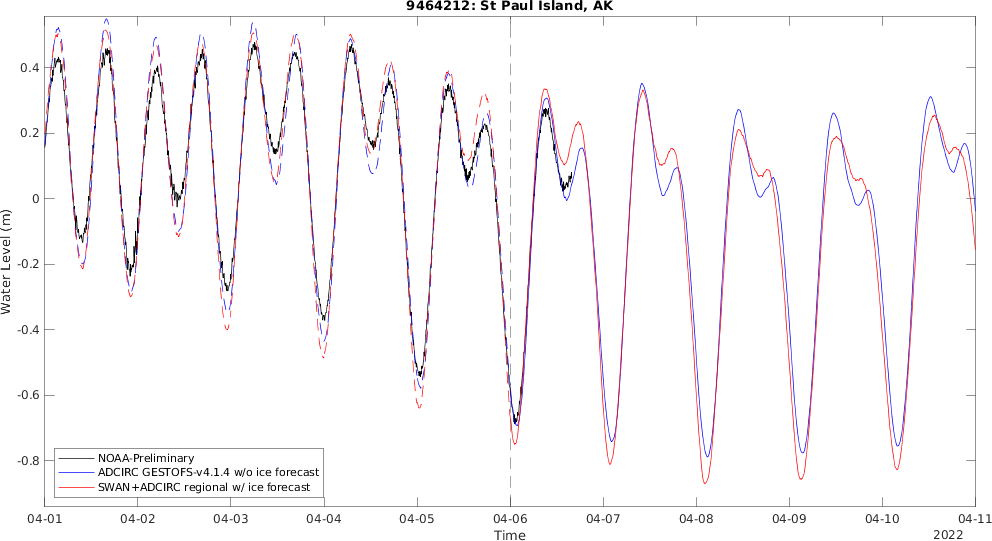 9464212: St Paul Island, AK
Water Level (m)
0.4
0.2
0
-0.2
-0.4
-0.6
-0.8
NOAA-Preliminary
ADCIRC GESTOFS-v4.1.4 w/o ice forecast
SWAN+ADCIRC regional w/ ice forecast
04-01 04-02 04-03 04-04 04-05 04-06 04-07 04-08 04-09 04-10 04-11
Time
2022